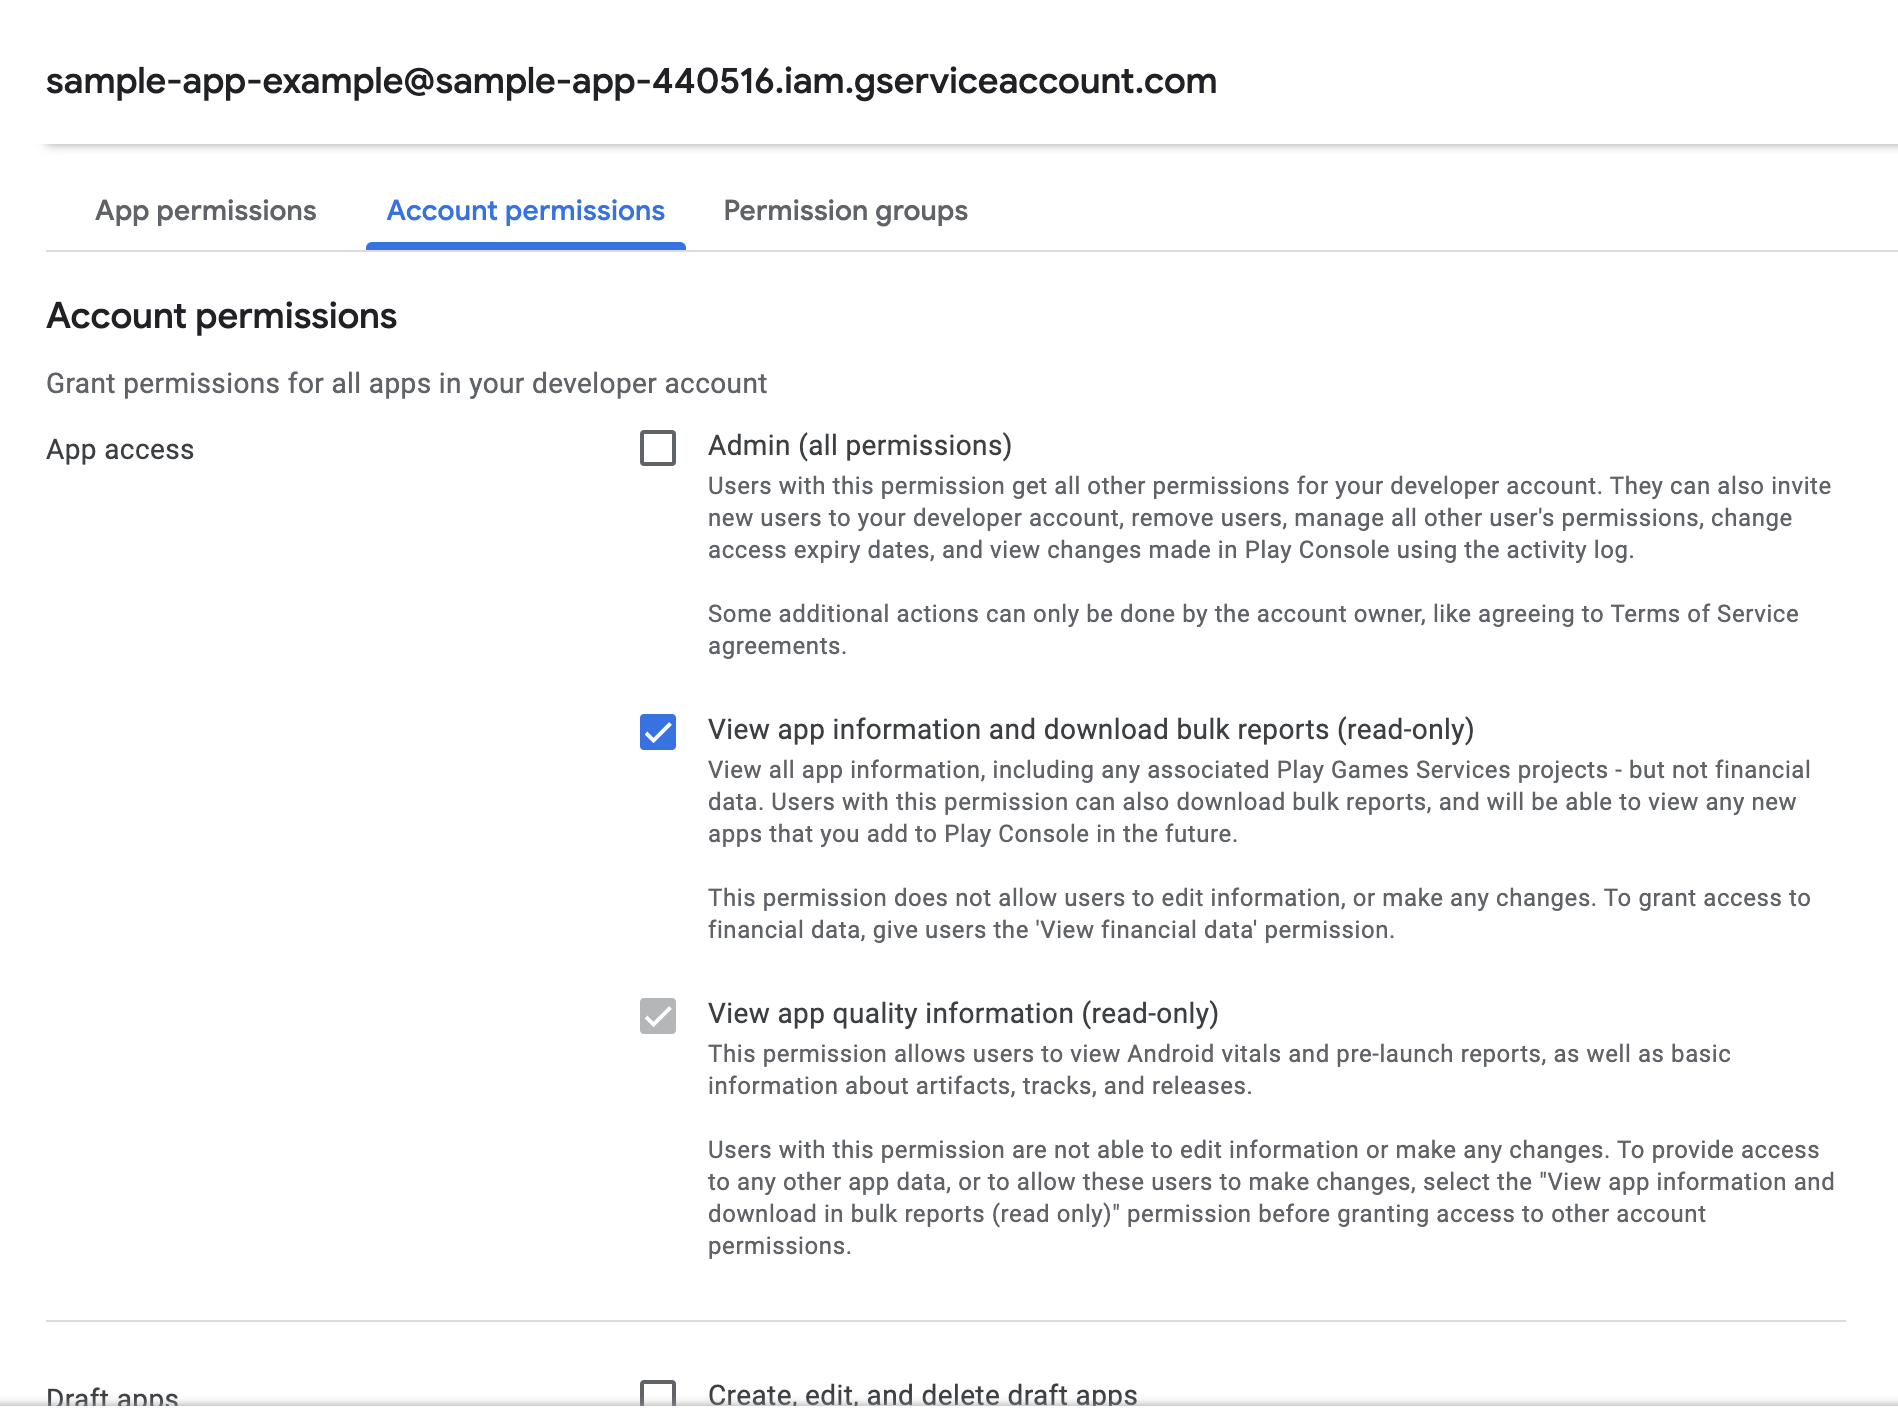 sample-app-example@sample-app-440516.iam.gserviceaccount.com
App permissions
Account permissions
Permission groups
Account permissions
Grant permissions for all apps in your developer account
App access
Admin (all permissions)
Users with this permission get all other permissions for your developer account. They can also invite
new users to your developer account, remove users, manage all other user's permissions, change
access expiry dates, and view changes made in Play Console using the activity log.
Some additional actions can only be done by the account owner, like agreeing to Terms of Service
agreements.
View app information and download bulk reports (read-only)
View all app information, including any associated Play Games Services projects - but not financial
data. Users with this permission can also download bulk reports, and will be able to view any new
apps that you add to Play Console in the future.
This permission does not allow users to edit information, or make any changes. To grant access to
financial data, give users the 'View financial data' permission.
View app quality information (read-only)
This permission allows users to view Android vitals and pre-launch reports, as well as basic
information about artifacts, tracks, and releases.
Users with this permission are not able to edit information or make any changes. To provide access
to any other app data, or to allow these users to make changes, select the "View app information and
download in bulk reports (read only)" permission before granting access to other account
permissions.
Draft apps
Create, edit, and delete draft apps